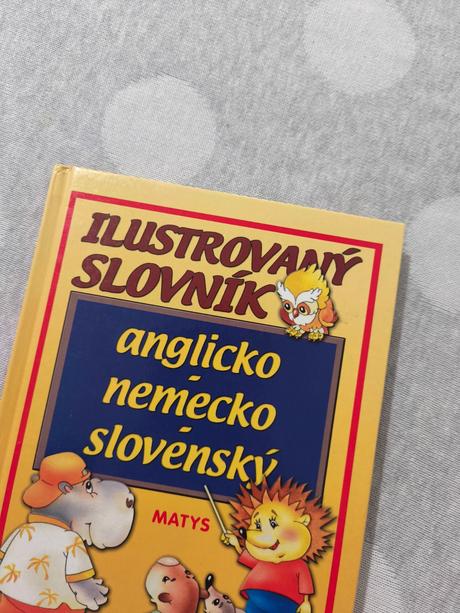 ILUSTROVANÝ
SLOVNÍK
anglicko
-
nemecko
-
slovenský
MATYS